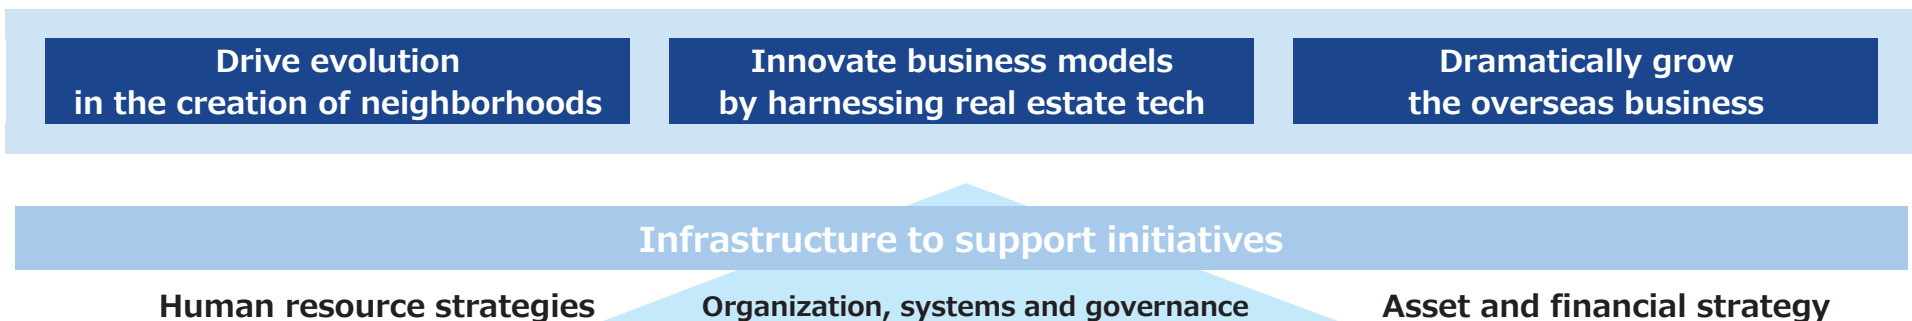 Drive evolution
in the creation of neighborhoods
Innovate business models
by harnessing real estate tech
Dramatically grow
the overseas business
Infrastructure to support initiatives
Human resource strategies
Organization, systems and governance
Asset and financial strategy